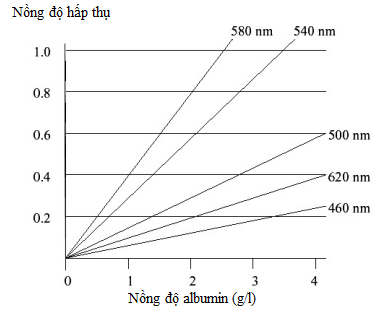 Nồng độ hấp thụ
580 nm 540 nm
1.0
0.8
0.6
500 nm
0.4
620 nm
0.2
460 nm
0 1 2 3 4
Nồng độ albumin (g/l)